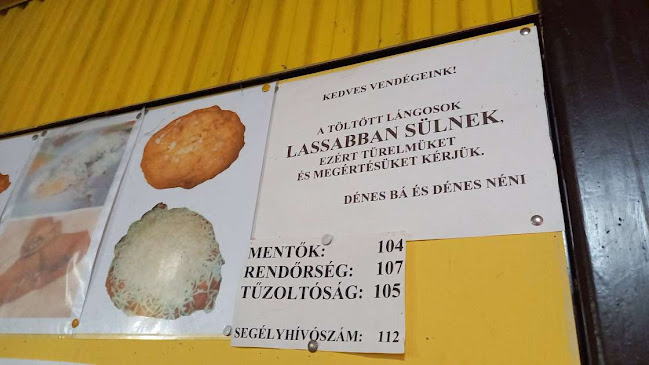 KEDVES VENDÉGEINK!
A TÖLTÖTT LÁNGOSOK
LASSABBAN SÜLNEK,
EZÉRT TÜRELMÜKET
ÉS MEGÉRTÉSÜKET KÉRJÜK.
DÉNES BÁ ÉS DÉNES NÉNI
MENTŐK: 104
RENDŐRSÉG: 107
TŰZOLTÓSÁG: 105
SEGÉLYHÍVÓSZÁM: 112